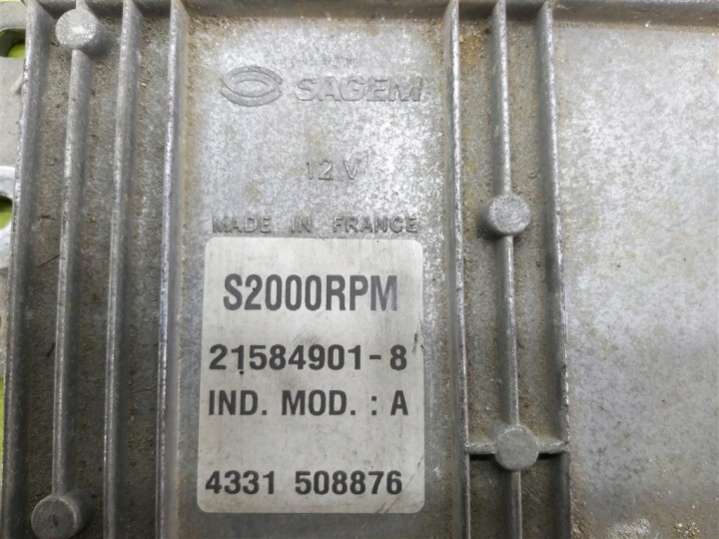 SAGEM
12 V
MADE IN FRANCE
S2000RPM
21584901-8
IND. MOD. : A
4331 508876